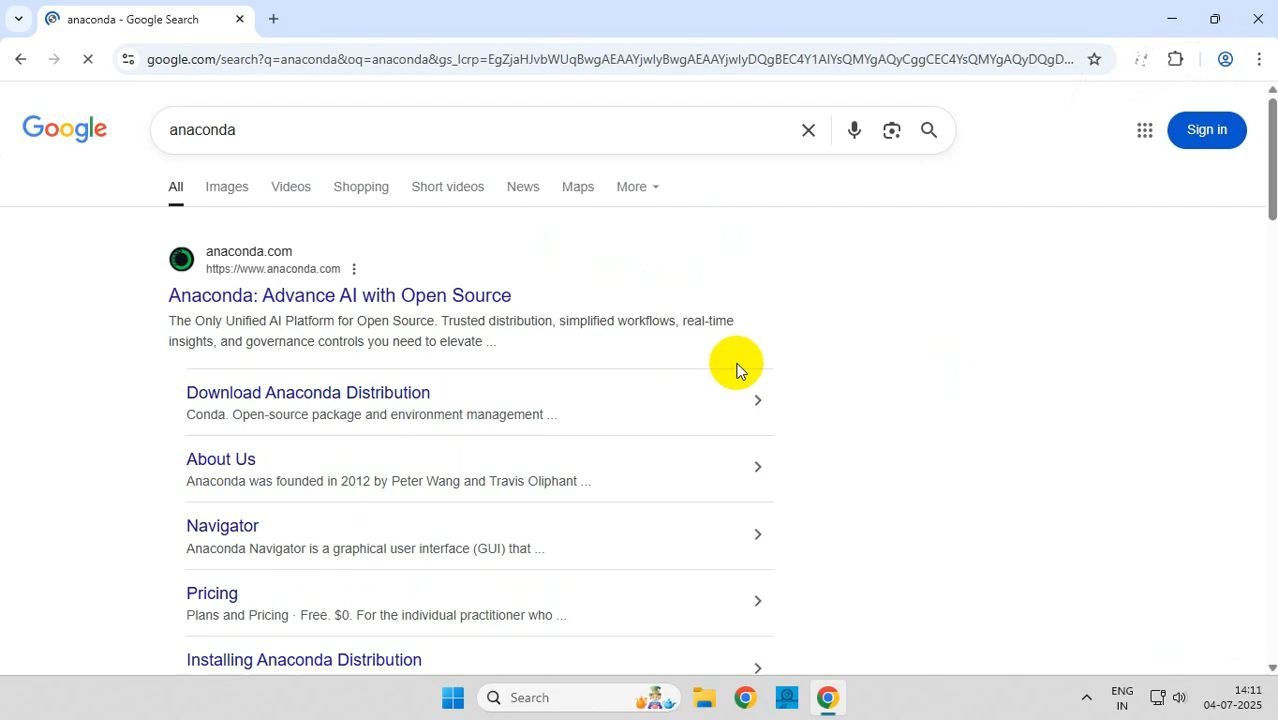 anaconda - Google Search
google.com/search?q=anaconda&oq=anaconda&gs_lcrp=EgZjaHJvbWUqBwgAEAAYjwIyBwgAEAAYjwIyDQgBEC4Y1AIYsQMYgAQyCggCEC4YsQMYgAQyDQgD...
Google
anaconda
Sign in
All Images Videos Shopping Short videos News Maps More
anaconda.com
https://www.anaconda.com
Anaconda: Advance AI with Open Source
The Only Unified AI Platform for Open Source. Trusted distribution, simplified workflows, real-time
insights, and governance controls you need to elevate ...
Download Anaconda Distribution
Conda. Open-source package and environment management ...
About Us
Anaconda was founded in 2012 by Peter Wang and Travis Oliphant ...
Navigator
Anaconda Navigator is a graphical user interface (GUI) that ...
Pricing
Plans and Pricing · Free. $0. For the individual practitioner who ...
Installing Anaconda Distribution
Search
ENG
IN
14:11
04-07-2025